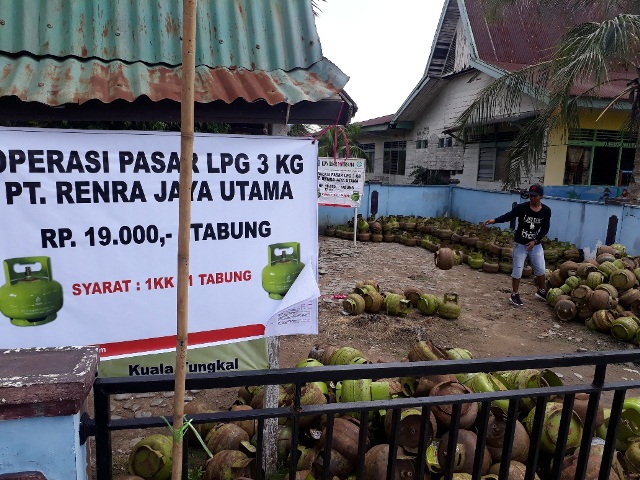 OPERASI PASAR LPG 3 KG
PT. RENRA JAYA UTAMA
RP. 19.000,- TABUNG
SYARAT : 1KK 1 TABUNG
Kuala Tungkal